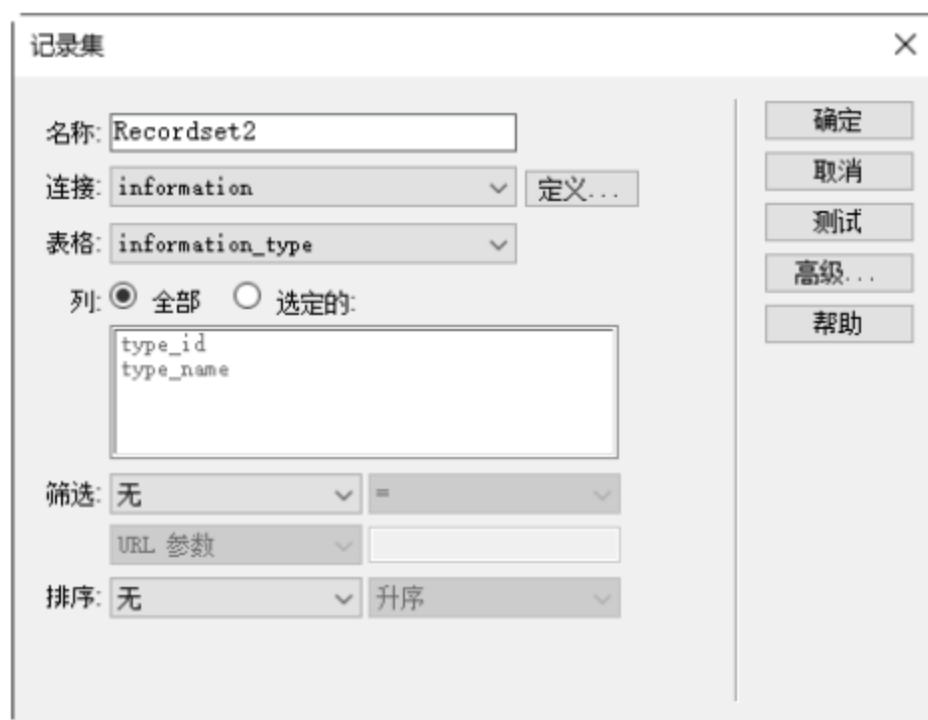 记录集
名称: Recordset2
确定
连接: information 定义...
取消
表格: information_type
测试
列: 全部 选定的:
高级...
type_id
帮助
type_name
筛选: 无 =
URL 参数
排序: 无 升序